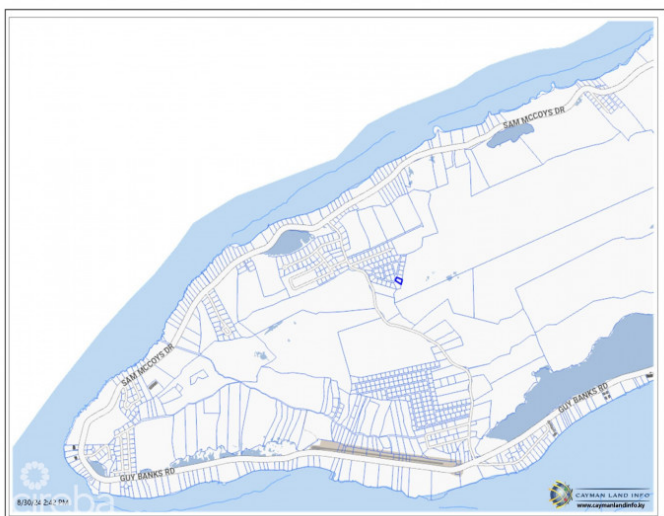 SAM MCCOYS DR
SAM MCCOYS DR
GUY BANKS RD
GUY BANKS RD
CAYMAN LAND INFO
www.caymanlandinfo.ky